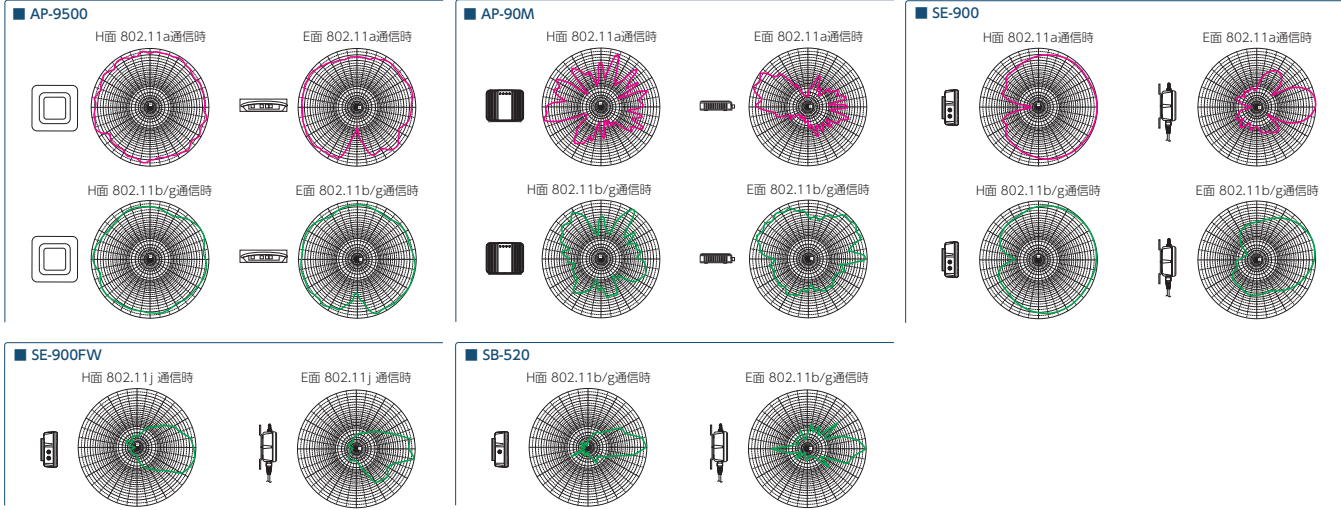 ■ AP-9500
H面 802.11a通信時
E面 802.11a通信時
H面 802.11b/g通信時
E面 802.11b/g通信時
■ AP-90M
H面 802.11a通信時
E面 802.11a通信時
H面 802.11b/g通信時
E面 802.11b/g通信時
■ SE-900
H面 802.11a通信時
E面 802.11a通信時
H面 802.11b/g通信時
E面 802.11b/g通信時
■ SE-900FW
H面 802.11j 通信時
E面 802.11j 通信時
■ SB-520
H面 802.11b/g通信時
E面 802.11b/g通信時